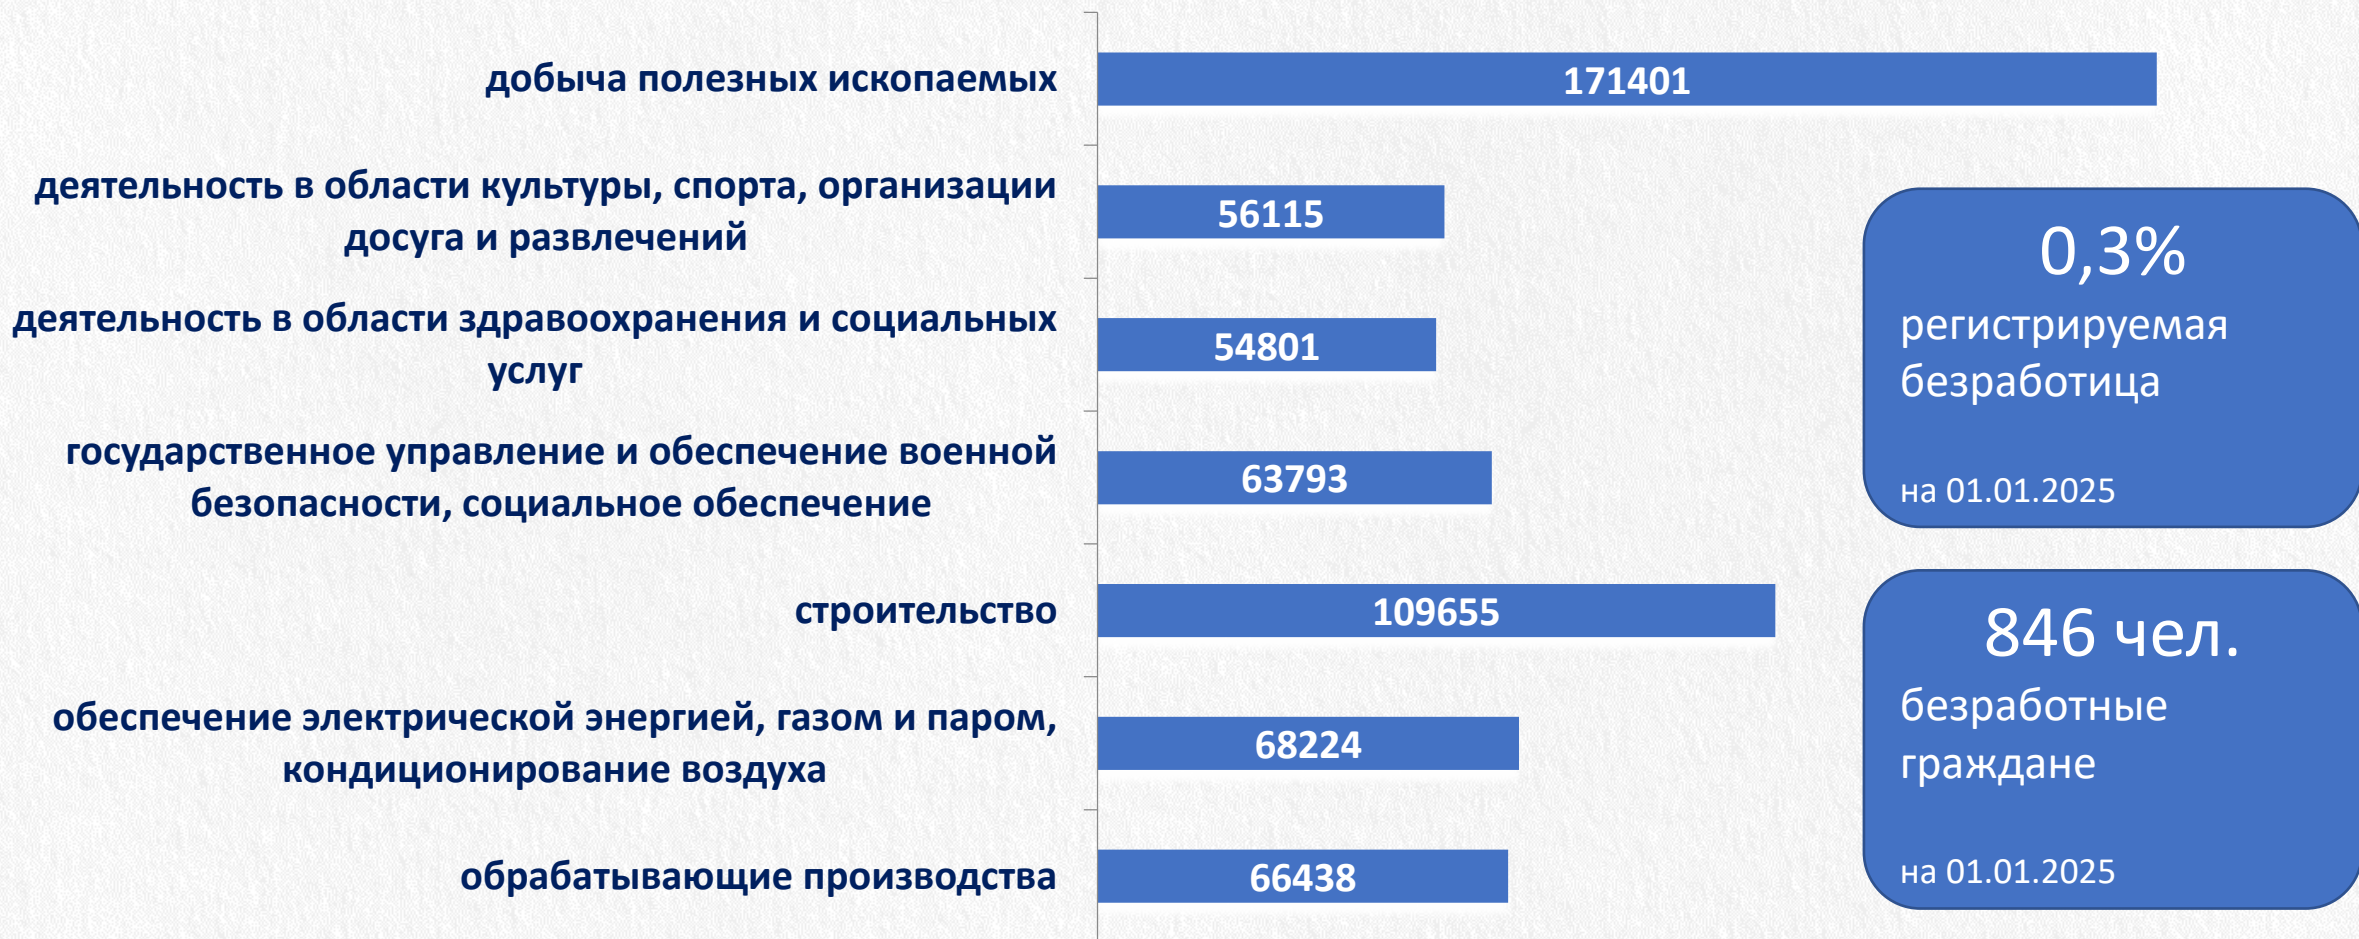 добыча полезных ископаемых
171401
деятельность в области культуры, спорта, организации
досуга и развлечений
56115
деятельность в области здравоохранения и социальных
услуг
54801
государственное управление и обеспечение военной
безопасности, социальное обеспечение
63793
строительство
109655
обеспечение электрической энергией, газом и паром,
кондиционирование воздуха
68224
обрабатывающие производства
66438
0,3%
регистрируемая
безработица
на 01.01.2025
846 чел.
безработные
граждане
на 01.01.2025